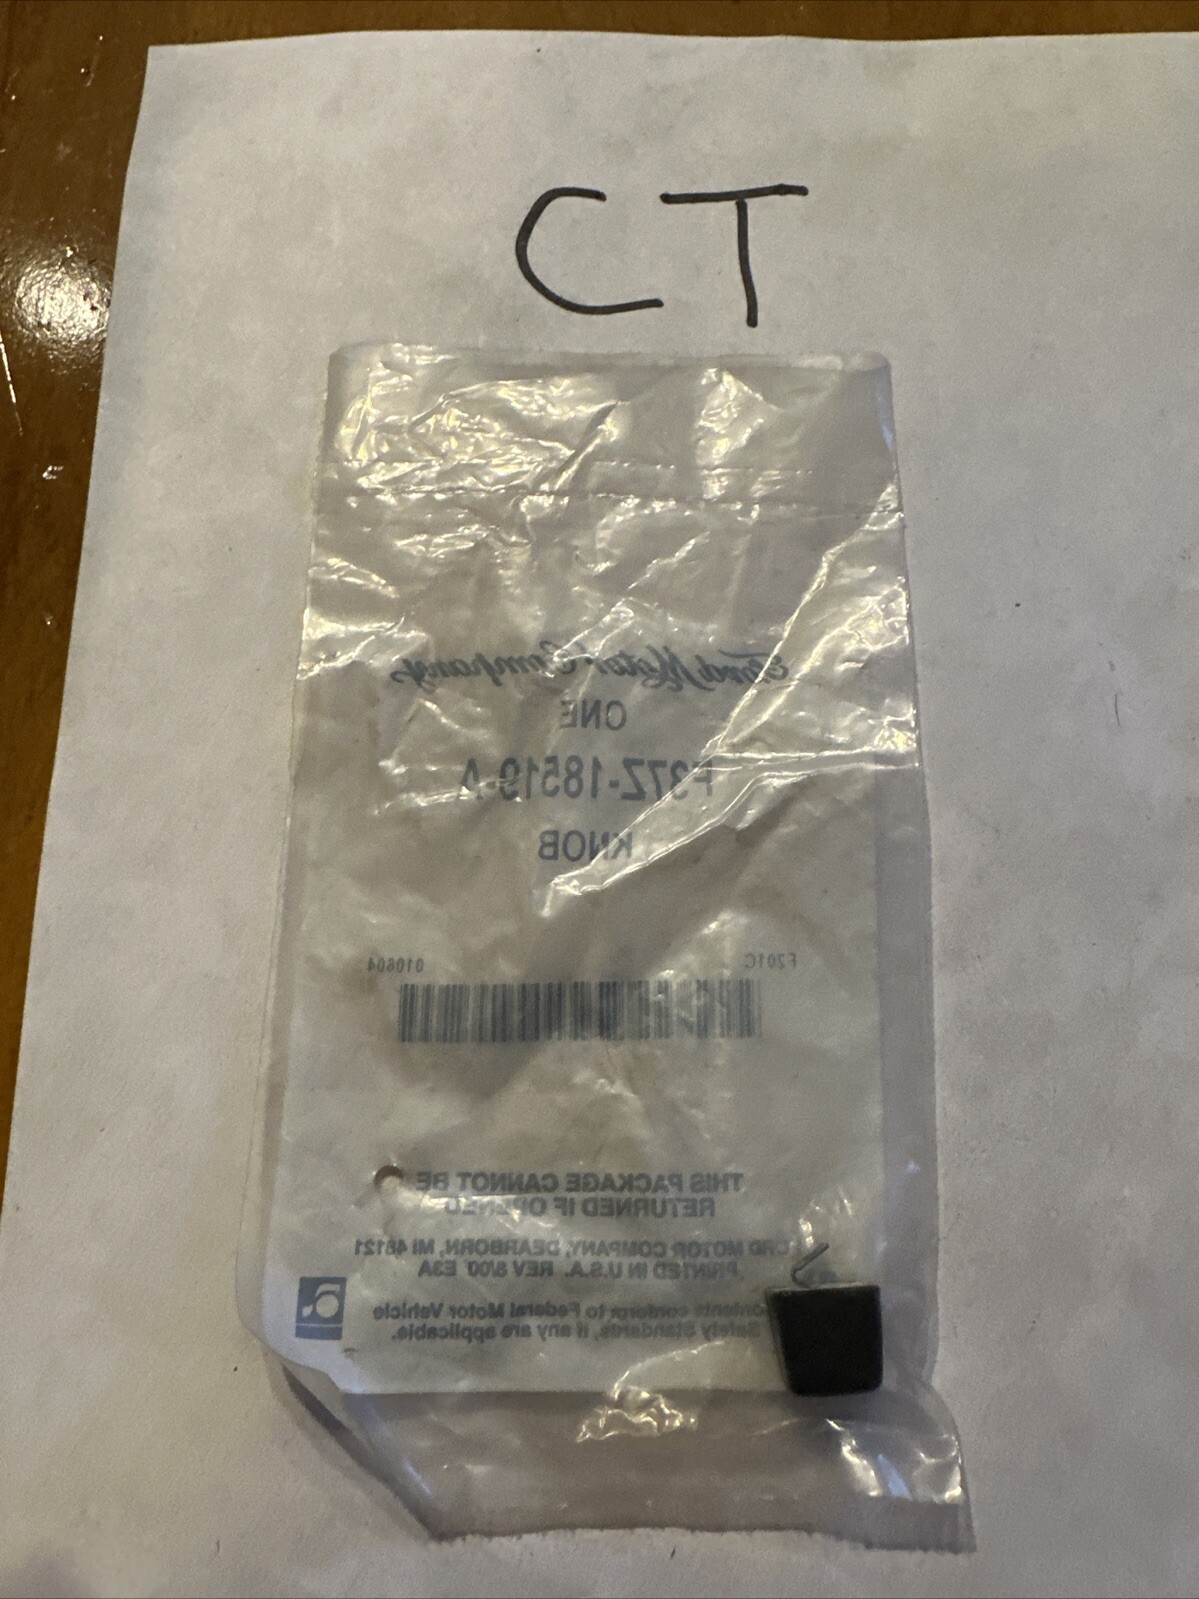 CT
Ford Motor Company
ONE
F37Z-18519-A
KNOB
F201C 010604
THIS PACKAGE CANNOT BE
RETURNED IF OPENED
FORD MOTOR COMPANY, DEARBORN, MI 48121
PRINTED IN U.S.A. REV 8/00 E3A
Contents conform to Federal Motor Vehicle
Safety Standards, if any are applicable.